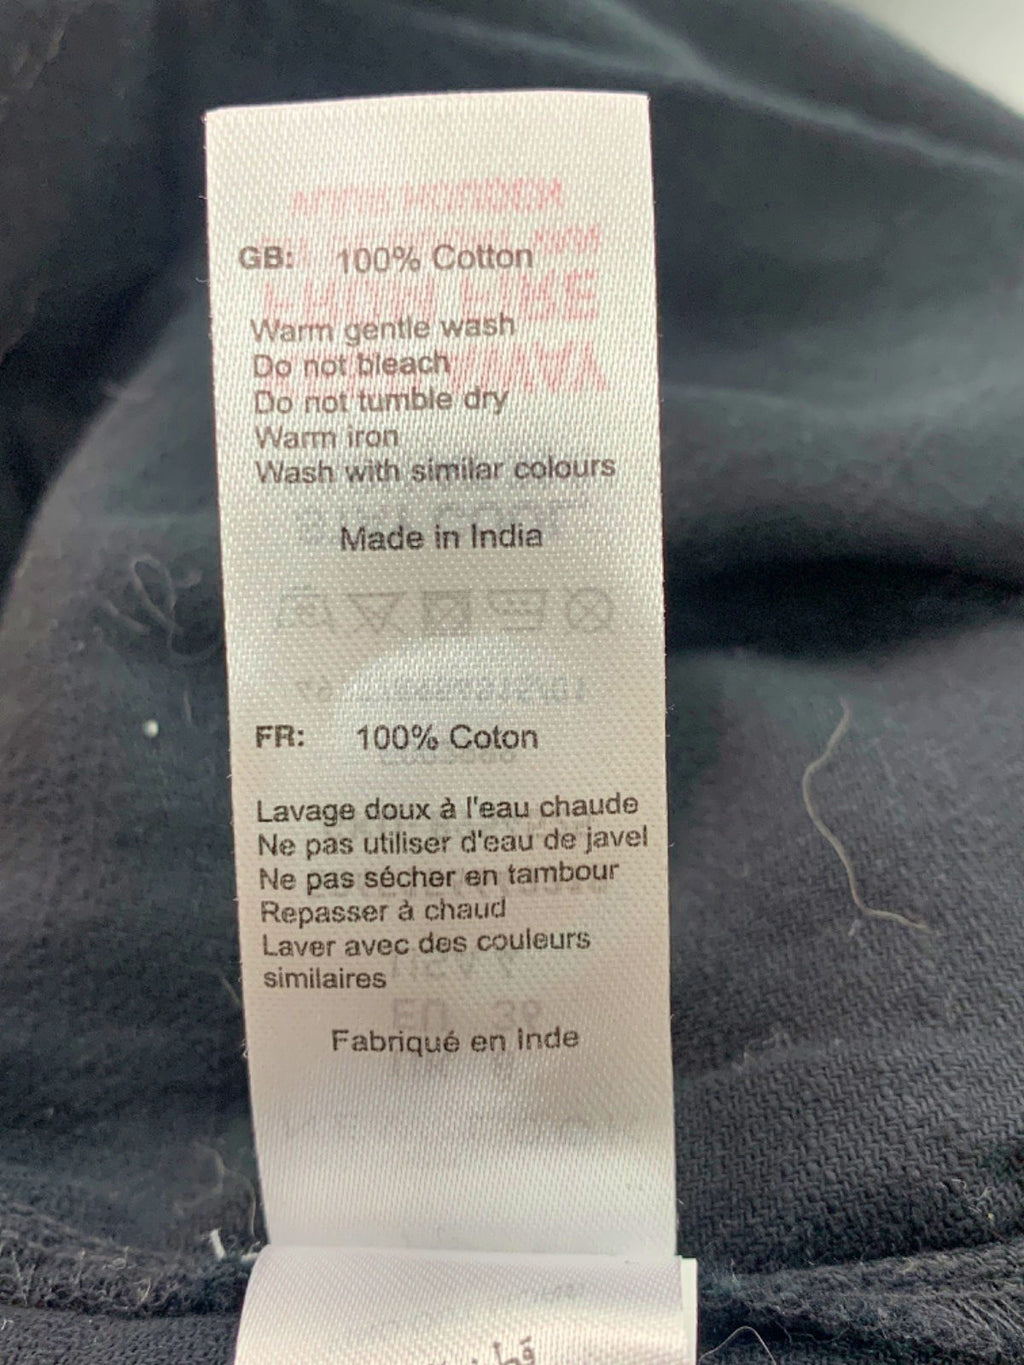 GB: 100% Cotton
Warm gentle wash
Do not bleach
Do not tumble dry
Warm iron
Wash with similar colours
Made in India
FR: 100% Coton
Lavage doux à l'eau chaude
Ne pas utiliser d'eau de javel
Ne pas sécher en tambour
Repasser à chaud
Laver avec des couleurs
similaires
Fabriqué en Inde